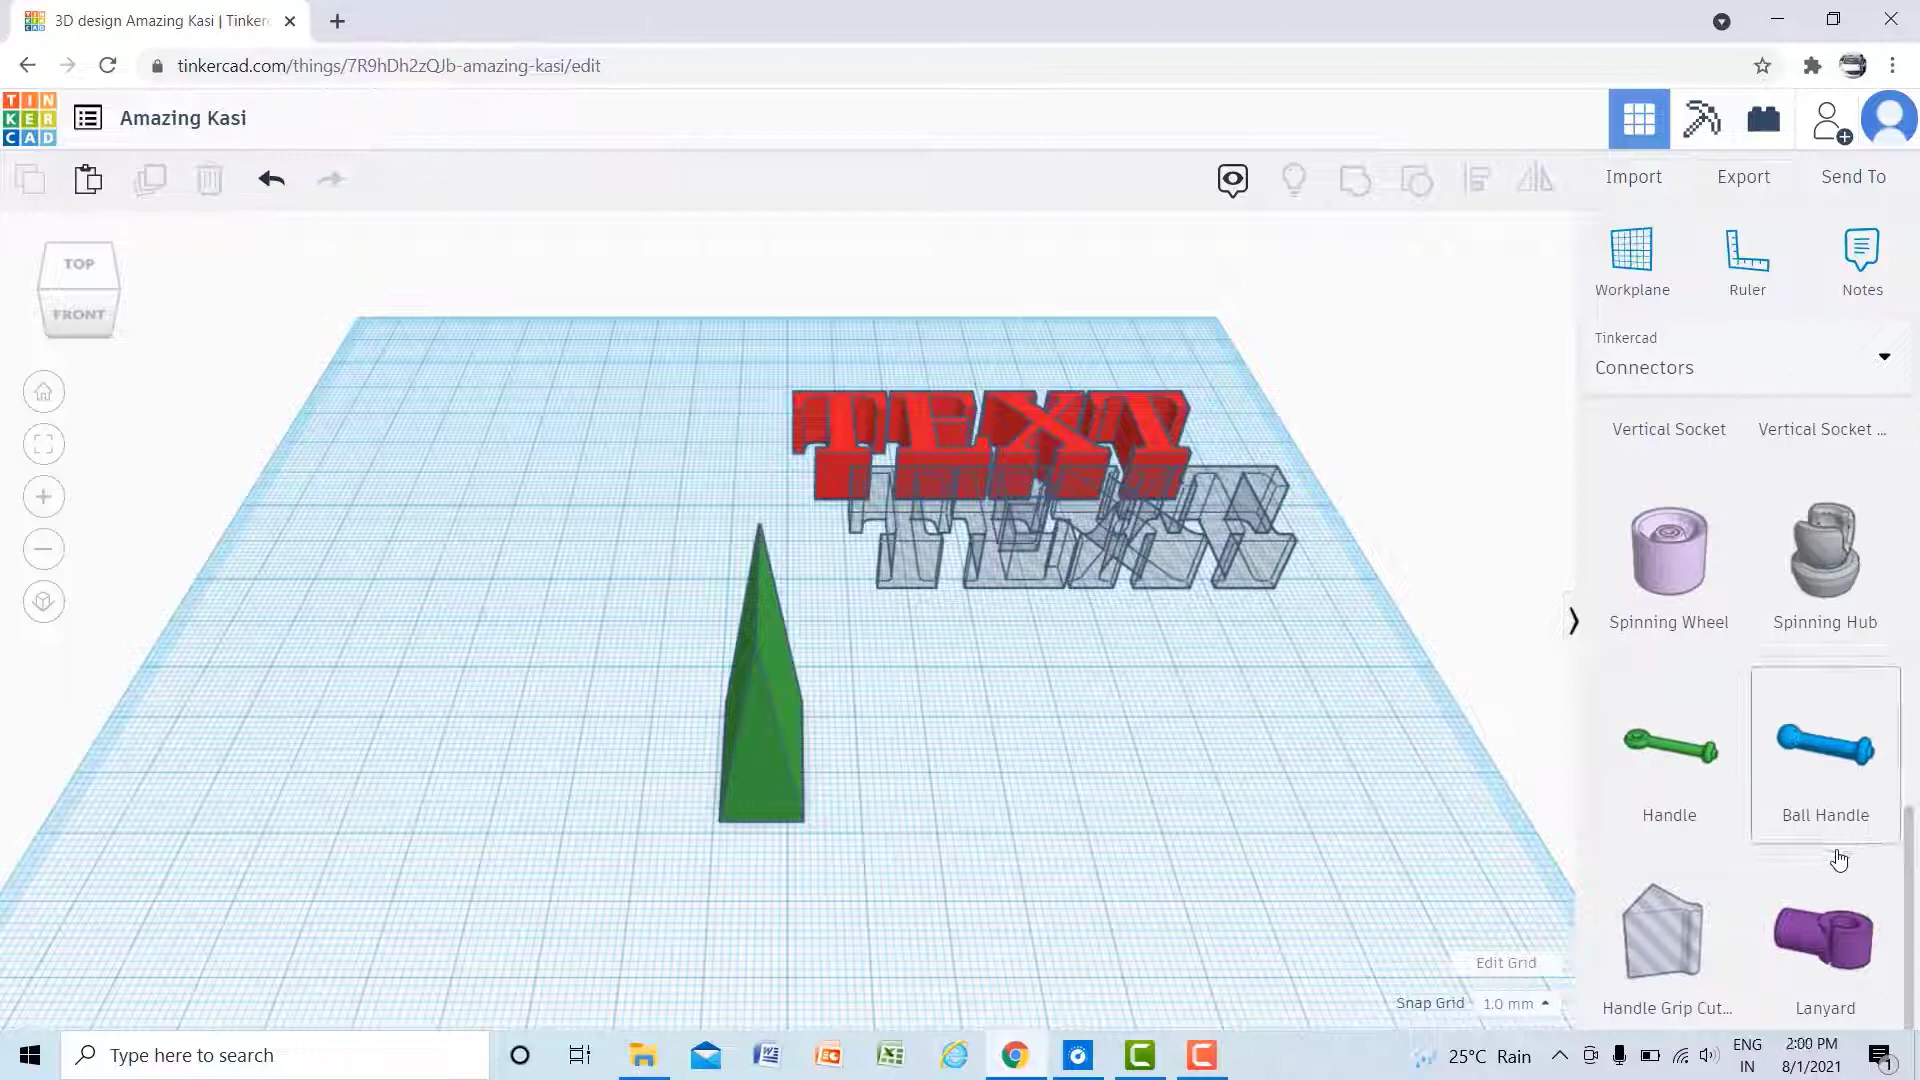 3D design Amazing Kasi | Tinkerc
tinkercad.com/things/7R9hDh2zQJb-amazing-kasi/edit
TIN
KER
CAD
Amazing Kasi
Import
Export
Send To
TOP
FRONT
Workplane
Ruler
Notes
Tinkercad
Connectors
Vertical Socket
Vertical Socket ...
TEXT
TEXT
Spinning Wheel
Spinning Hub
Handle
Ball Handle
Edit Grid
Snap Grid
1.0 mm
Handle Grip Cut...
Lanyard
Type here to search
25°C Rain
ENG
IN
2:00 PM
8/1/2021
1